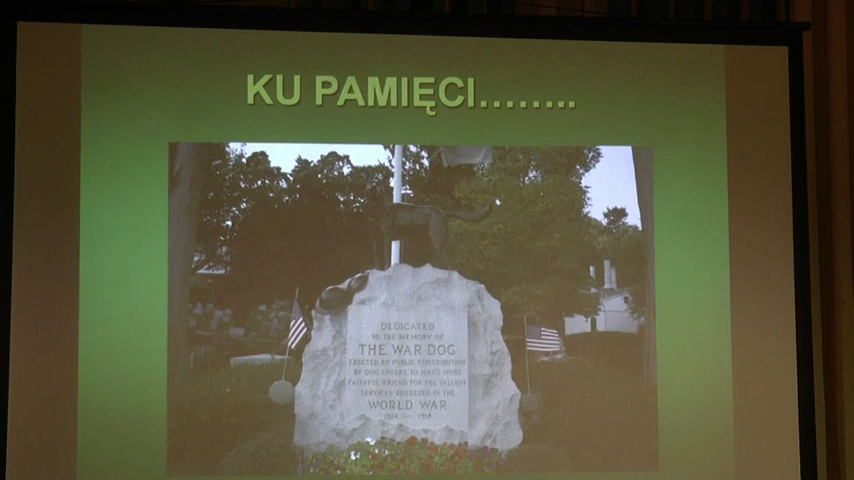 KU PAMIĘCI........
DEDICATED
TO THE MEMORY OF
THE WAR DOG
ERECTED BY PUBLIC CONTRIBUTION
BY DOG LOVERS TO MAN'S MOST
FAITHFUL FRIEND FOR THE VALIANT
SERVICES RENDERED IN THE
WORLD WAR
1914 — 1918